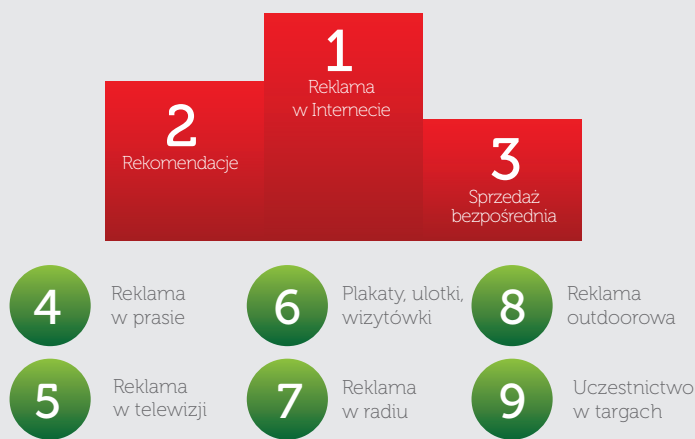 1
Reklama
w Internecie
2
Rekomendacje
3
Sprzedaż
bezpośrednia
4
Reklama
w prasie
5
Reklama
w telewizji
6
Plakaty, ulotki,
wizytówki
7
Reklama
w radiu
8
Reklama
outdoorowa
9
Uczestnictwo
w targach